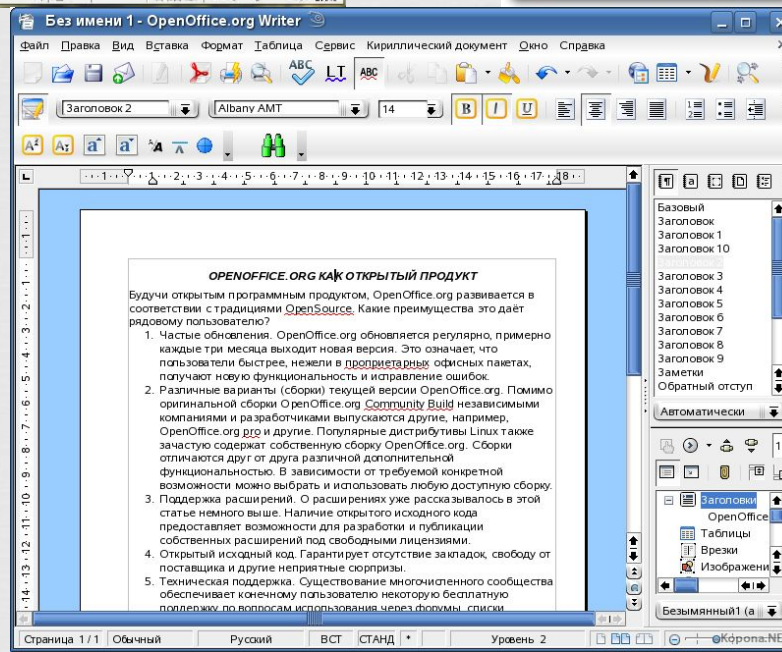 Без имени 1 - OpenOffice.org Writer
Файл Правка Вид Вставка Формат Таблица Сервис Кириллический документ Окно Справка
Заголовок 2 Albany AMT 14
OPENOFFICE.ORG КАК ОТКРЫТЫЙ ПРОДУКТ
Будучи открытым программным продуктом, OpenOffice.org развивается в
соответствии с традициями OpenSource. Какие преимущества это даёт
рядовому пользователю?
1. Частые обновления. OpenOffice.org обновляется регулярно, примерно
каждые три месяца выходит новая версия. Это означает, что
пользователи быстрее, нежели в проприетарных офисных пакетах,
получают новую функциональность и исправление ошибок.
2. Различные варианты (сборки) текущей версии OpenOffice.org. Помимо
оригинальной сборки OpenOffice.org Community Build независимыми
компаниями и разработчиками выпускаются другие, например,
OpenOffice.org pro и другие. Популярные дистрибутивы Linux также
зачастую содержат собственную сборку OpenOffice.org. Сборки
отличаются друг от друга различной дополнительной
функциональностью. В зависимости от требуемой конкретной
возможности можно выбрать и использовать любую доступную сборку.
3. Поддержка расширений. О расширениях уже рассказывалось в этой
статье немного выше. Наличие открытого исходного кода
предоставляет возможности для разработки и публикации
собственных расширений под свободными лицензиями.
4. Открытый исходный код. Гарантирует отсутствие закладок, свободу от
поставщика и другие неприятные сюрпризы.
5. Техническая поддержка. Существование многочисленного сообщества
обеспечивает конечному пользователю некоторую бесплатную
поддержку по вопросам использования через форумы, списки
Базовый
Заголовок
Заголовок 1
Заголовок 10
Заголовок 3
Заголовок 4
Заголовок 5
Заголовок 6
Заголовок 7
Заголовок 8
Заголовок 9
Заметки
Обратный отступ
Автоматически
Заголовки
OpenOffice
Таблицы
Врезки
Изображени
Безымянный1 (а
Страница 1/1 Обычный Русский ВСТ СТАНД * Уровень 2